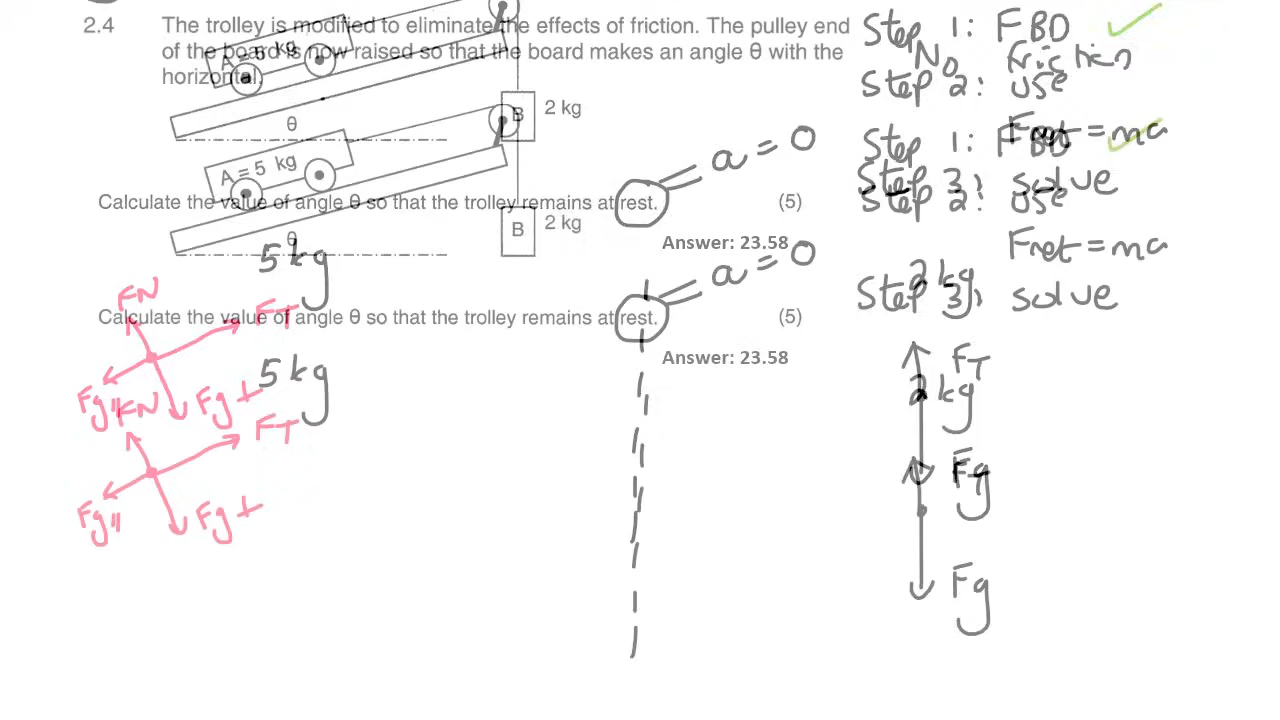 2.4 The trolley is modified to eliminate the effects of friction. The pulley end
of the board is now raised so that the board makes an angle θ with the
horizontal.
A = 5 kg
θ
B 2 kg
A = 5 kg
θ
B 2 kg
Calculate the value of angle θ so that the trolley remains at rest. (5)
a = 0
Answer: 23.58
Calculate the value of angle θ so that the trolley remains at rest. (5)
a = 0
Answer: 23.58
Step 1: FBD
No friction
Step 2: use
Fnet = ma
Step 3: solve
Step 1: FBD
Step 2: use
Fnet = ma
Step 3: solve
5 kg
FN
FT
Fg||
Fg⊥
5 kg
FN
FT
Fg||
Fg⊥
2 kg
FT
Fg
2 kg
FT
Fg